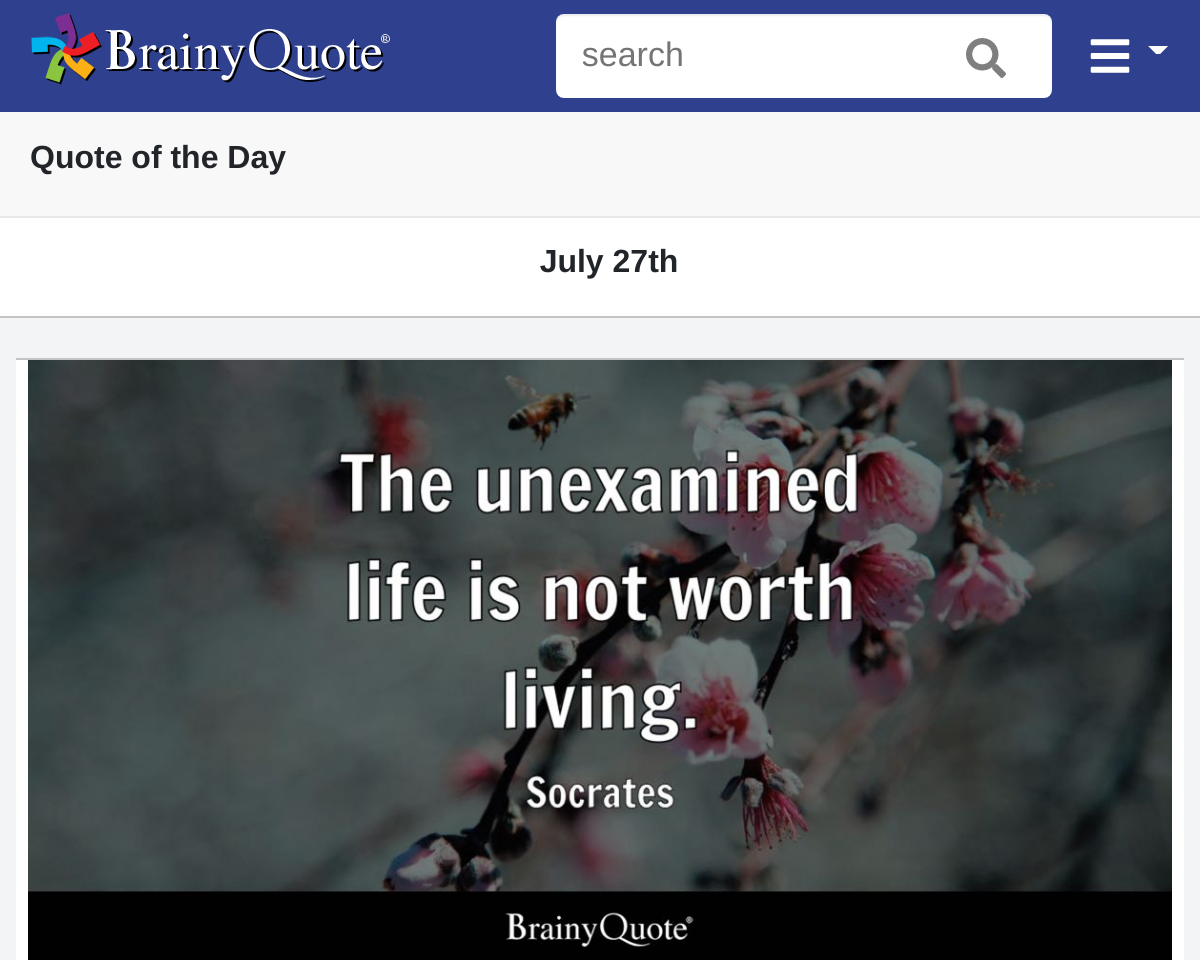 BrainyQuote®
search
Quote of the Day
July 27th
The unexamined
life is not worth
living.
Socrates
BrainyQuote®